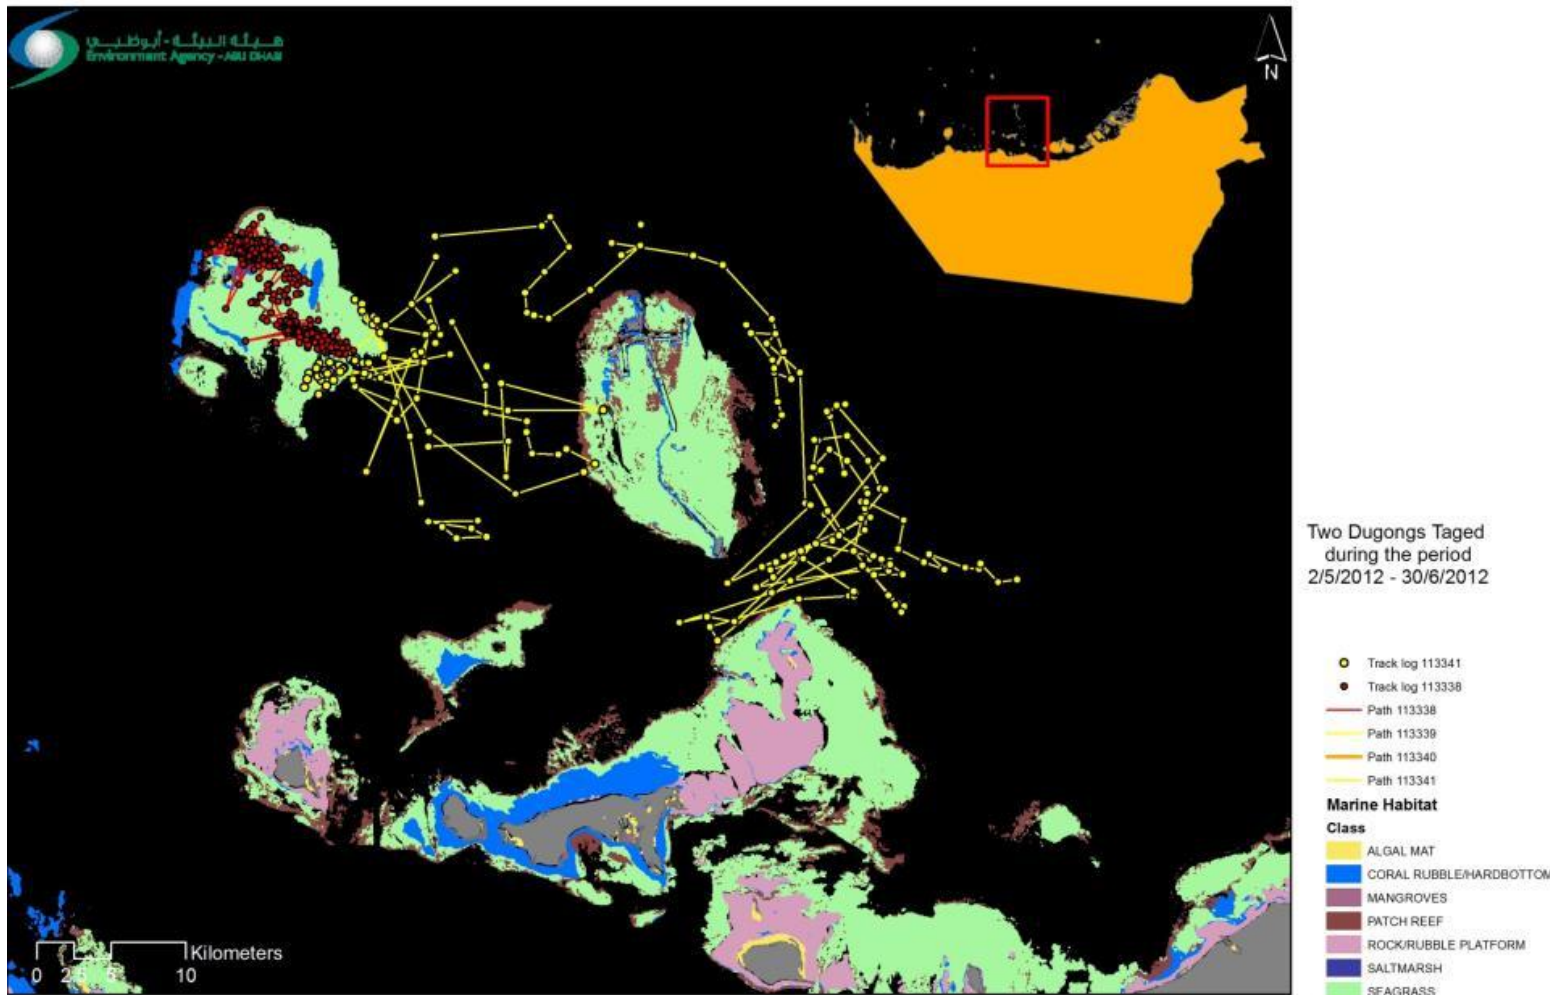 هيئة البيئة - أبوظبي
Environment Agency - ABU DHABI
N
Two Dugongs Taged
during the period
2/5/2012 - 30/6/2012
Track log 113341
Track log 113338
Path 113338
Path 113339
Path 113340
Path 113341
Marine Habitat
Class
ALGAL MAT
CORAL RUBBLE/HARDBOTTOM
MANGROVES
PATCH REEF
ROCK/RUBBLE PLATFORM
SALTMARSH
SEAGRASS
Kilometers
0 2.5 5 10